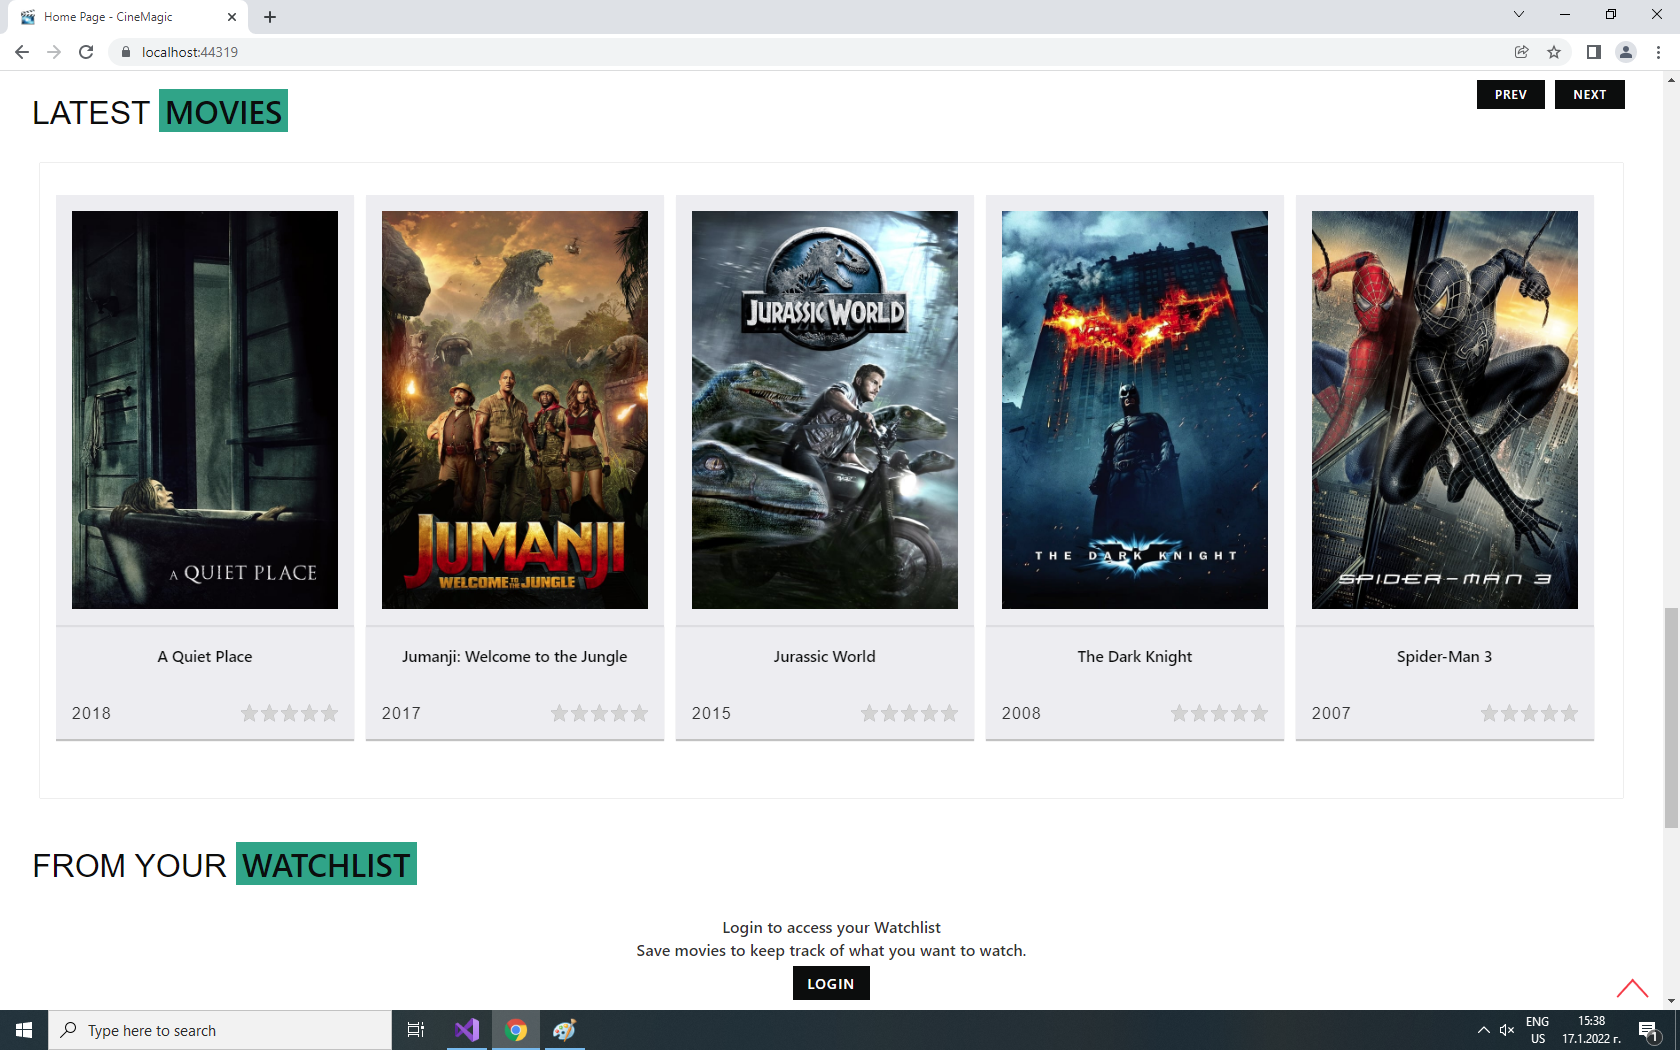 Home Page - CineMagic
localhost:44319
LATEST MOVIES
PREV NEXT
A QUIET PLACE
JUMANJI
WELCOME TO THE JUNGLE
JURASSIC WORLD
THE DARK KNIGHT
SPIDER-MAN 3
A Quiet Place
2018
Jumanji: Welcome to the Jungle
2017
Jurassic World
2015
The Dark Knight
2008
Spider-Man 3
2007
FROM YOUR WATCHLIST
Login to access your Watchlist
Save movies to keep track of what you want to watch.
LOGIN
Type here to search
ENG
US
15:38
17.1.2022 г.
1